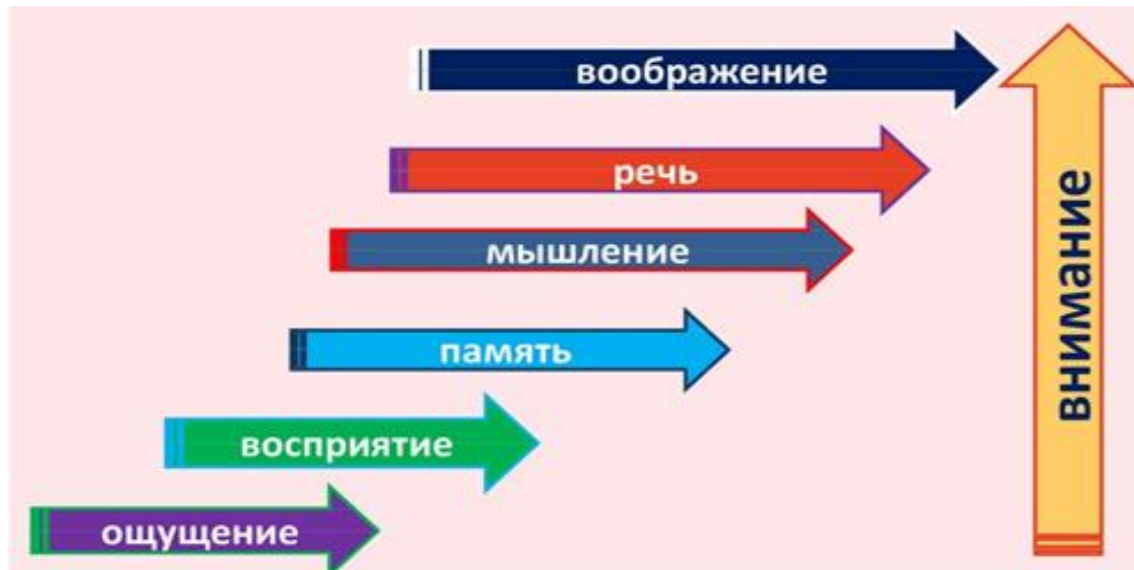 воображение
речь
мышление
память
восприятие
ощущение
внимание